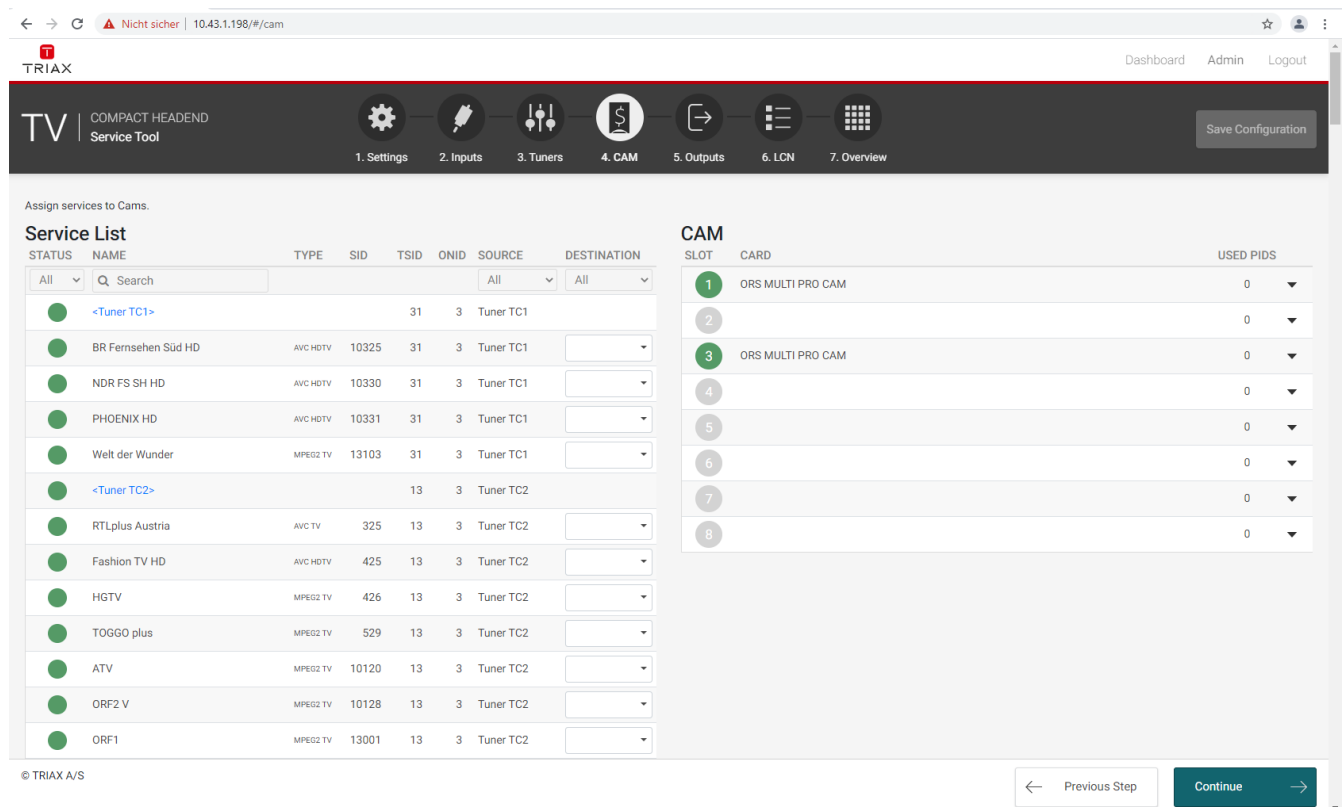 Nicht sicher 10.43.1.198/#/cam
TRIAX
Dashboard Admin Logout
TV COMPACT HEADEND
Service Tool
1. Settings 2. Inputs 3. Tuners 4. CAM 5. Outputs 6. LCN 7. Overview
Save Configuration
Assign services to Cams.
Service List
STATUS NAME TYPE SID TSID ONID SOURCE DESTINATION
All Search All All
<Tuner TC1> 31 3 Tuner TC1
BR Fernsehen Süd HD AVC HDTV 10325 31 3 Tuner TC1
NDR FS SH HD AVC HDTV 10330 31 3 Tuner TC1
PHOENIX HD AVC HDTV 10331 31 3 Tuner TC1
Welt der Wunder MPEG2 TV 13103 31 3 Tuner TC1
<Tuner TC2> 13 3 Tuner TC2
RTLplus Austria AVC TV 325 13 3 Tuner TC2
Fashion TV HD AVC HDTV 425 13 3 Tuner TC2
HGTV MPEG2 TV 426 13 3 Tuner TC2
TOGGO plus MPEG2 TV 529 13 3 Tuner TC2
ATV MPEG2 TV 10120 13 3 Tuner TC2
ORF2 V MPEG2 TV 10128 13 3 Tuner TC2
ORF1 MPEG2 TV 13001 13 3 Tuner TC2
CAM
SLOT CARD USED PIDS
1 ORS MULTI PRO CAM 0
2 0
3 ORS MULTI PRO CAM 0
4 0
5 0
6 0
7 0
8 0
© TRIAX A/S
Previous Step Continue